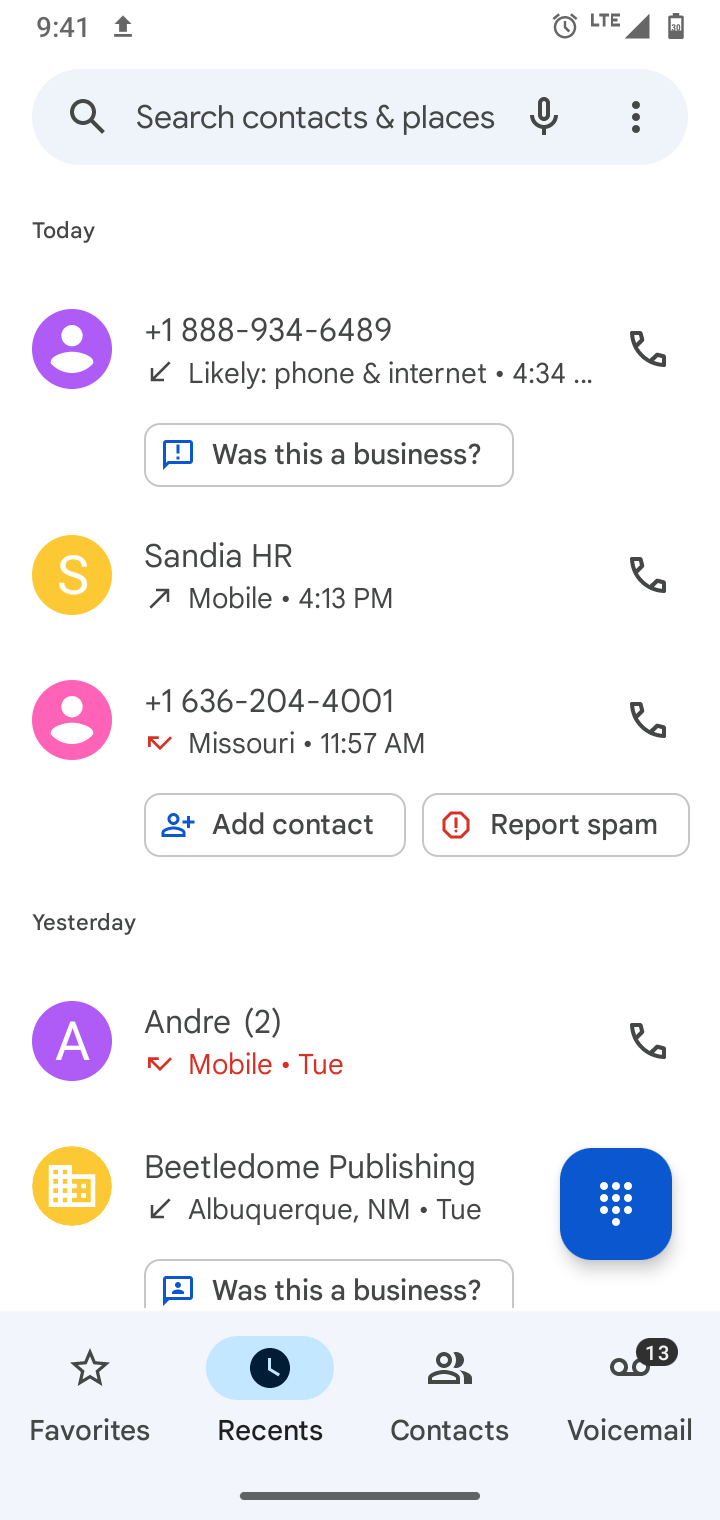 9:41
LTE
30
Search contacts & places
Today
+1 888-934-6489
Likely: phone & internet • 4:34 ...
Was this a business?
S
Sandia HR
Mobile • 4:13 PM
+1 636-204-4001
Missouri • 11:57 AM
Add contact
Report spam
Yesterday
A
Andre (2)
Mobile • Tue
Beetledome Publishing
Albuquerque, NM • Tue
Was this a business?
13
Favorites
Recents
Contacts
Voicemail